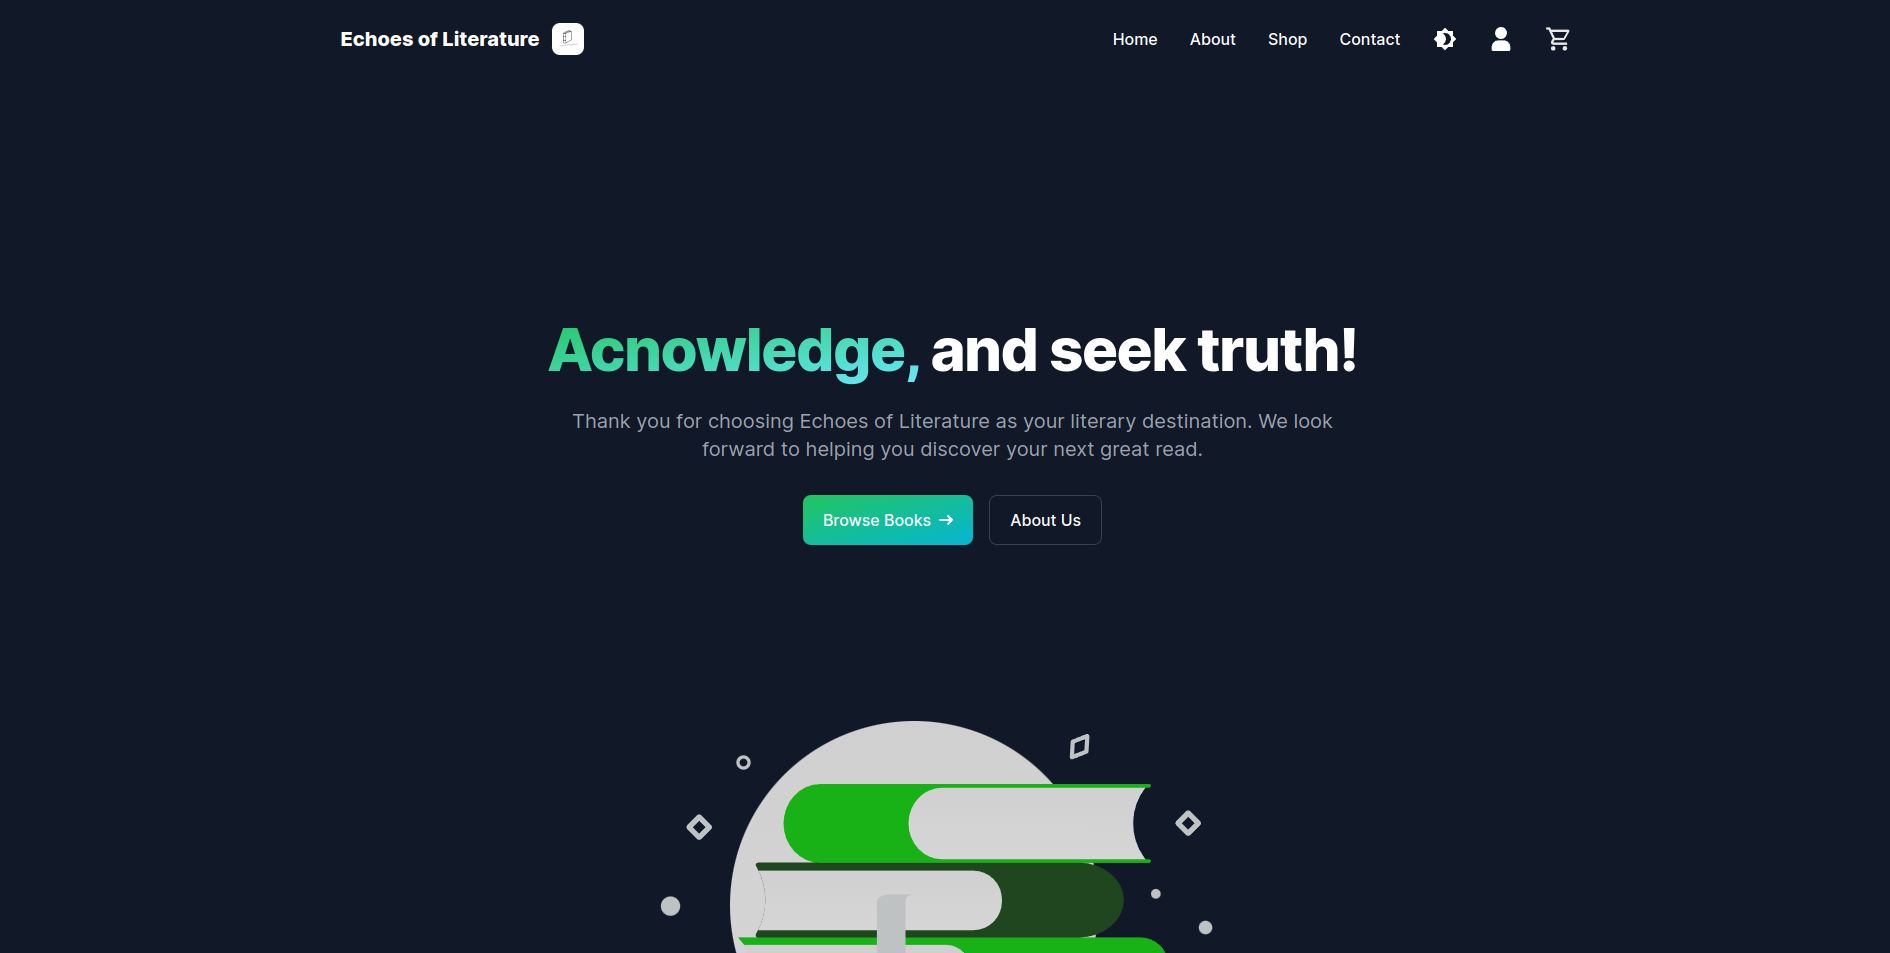 Echoes of Literature
Home About Shop Contact
Acnowledge, and seek truth!
Thank you for choosing Echoes of Literature as your literary destination. We look
forward to helping you discover your next great read.
Browse Books → About Us